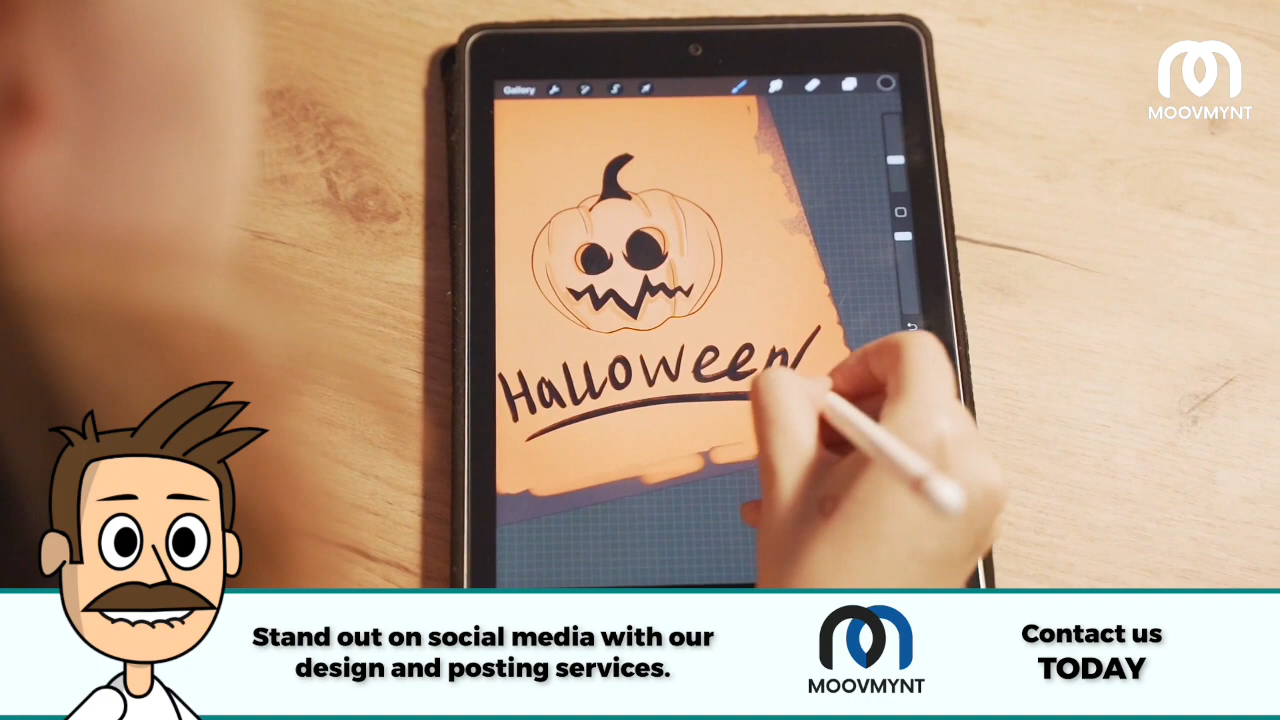 MOOVMYNT
Gallery
Halloween
Stand out on social media with our
design and posting services.
MOOVMYNT
Contact us
TODAY